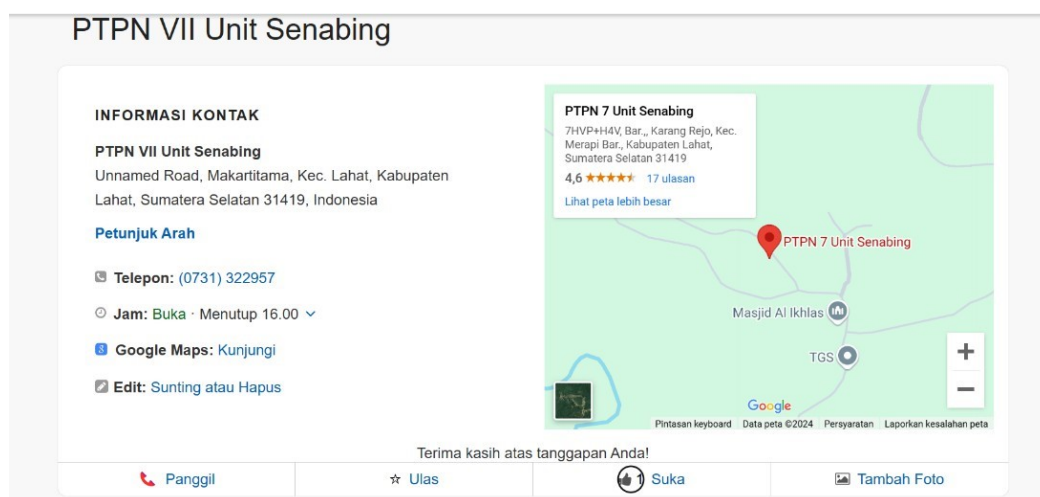 PTPN VII Unit Senabing
INFORMASI KONTAK
PTPN VII Unit Senabing
Unnamed Road, Makartitama, Kec. Lahat, Kabupaten
Lahat, Sumatera Selatan 31419, Indonesia
Petunjuk Arah
Telepon: (0731) 322957
Jam: Buka · Menutup 16.00
Google Maps: Kunjungi
Edit: Sunting atau Hapus
PTPN 7 Unit Senabing
7HVP+H4V, Bar.,, Karang Rejo, Kec.
Merapi Bar., Kabupaten Lahat,
Sumatera Selatan 31419
4,6 ★★★★★ 17 ulasan
Lihat peta lebih besar
PTPN 7 Unit Senabing
Masjid Al Ikhlas
TGS
+
−
Google
Pintasan keyboard Data peta ©2024 Persyaratan Laporkan kesalahan peta
Terima kasih atas tanggapan Anda!
Panggil
☆ Ulas
1 Suka
Tambah Foto